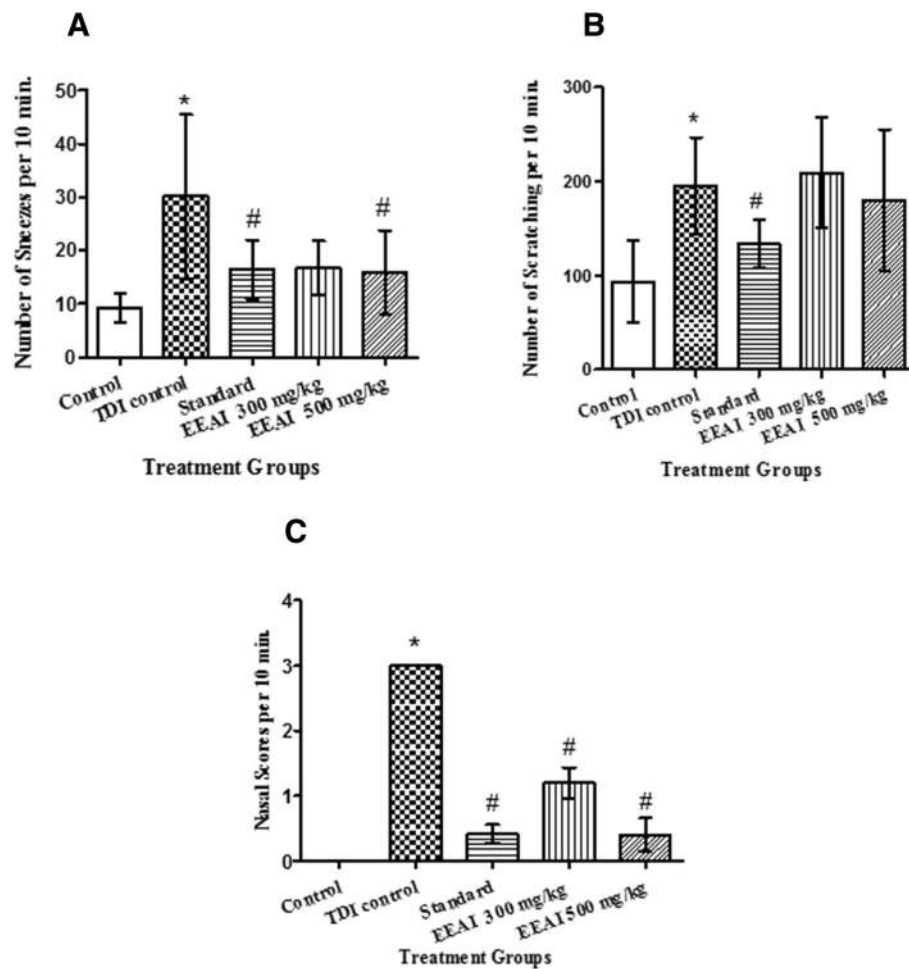 A
Number of Sneezes per 10 min.
50
40
30
20
10
0
*
#
#
Control
TDI control
Standard
EEAI 300 mg/kg
EEAI 500 mg/kg
Treatment Groups
B
Number of Scratching per 10 min.
300
200
100
0
*
#
Control
TDI control
Standard
EEAI 300 mg/kg
EEAI 500 mg/kg
Treatment Groups
C
Nasal Scores per 10 min.
4
3
2
1
0
*
#
#
#
Control
TDI control
Standard
EEAI 300 mg/kg
EEAI 500 mg/kg
Treatment Groups